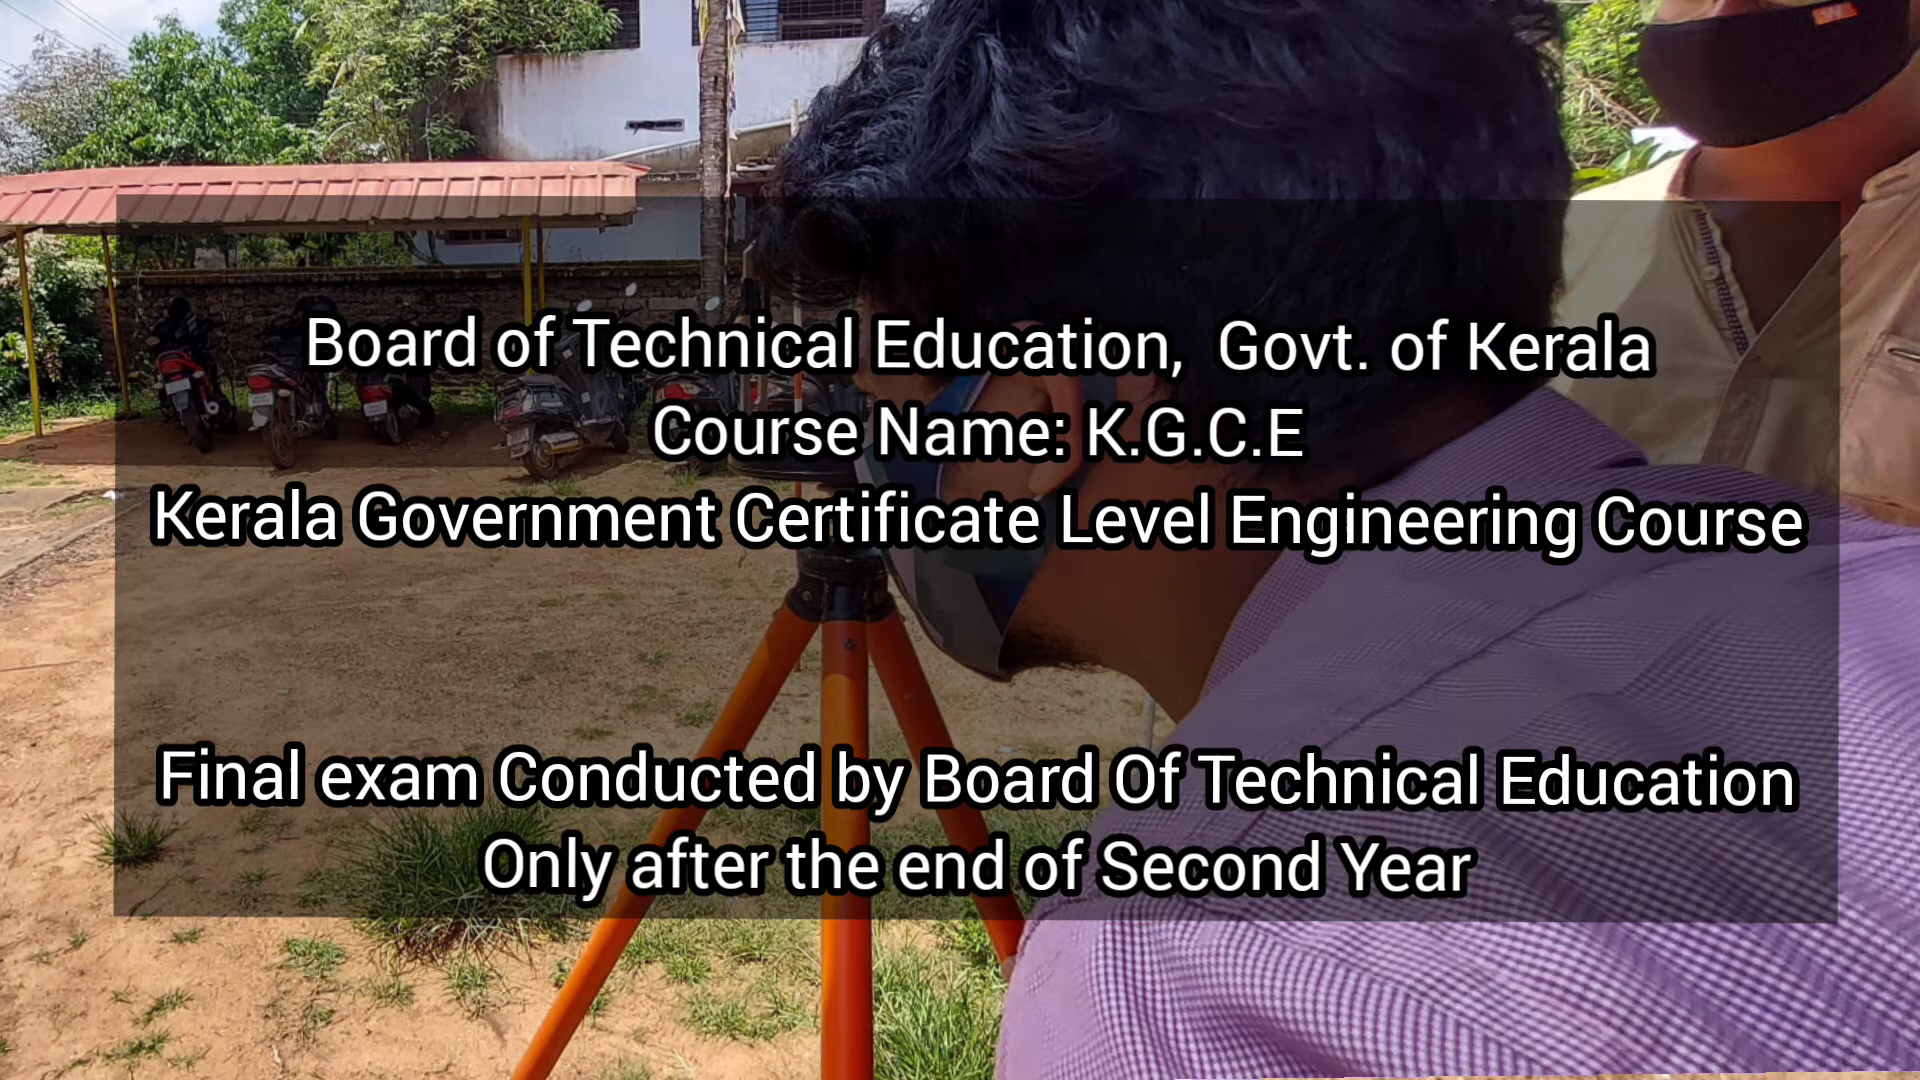 Board of Technical Education, Govt. of Kerala
Course Name: K.G.C.E
Kerala Government Certificate Level Engineering Course
Final exam Conducted by Board Of Technical Education
Only after the end of Second Year